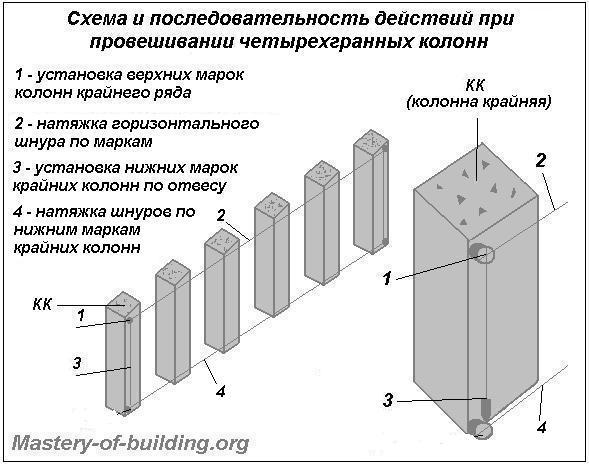 Схема и последовательность действий при
провешивании четырехгранных колонн
1 - установка верхних марок
колонн крайнего ряда
2 - натяжка горизонтального
шнура по маркам
3 - установка нижних марок
крайних колонн по отвесу
4 - натяжка шнуров по
нижним маркам
крайних колонн
КК
(колонна крайняя)
2
2
1
КК
1
3
4
3
4
Mastery-of-building.org